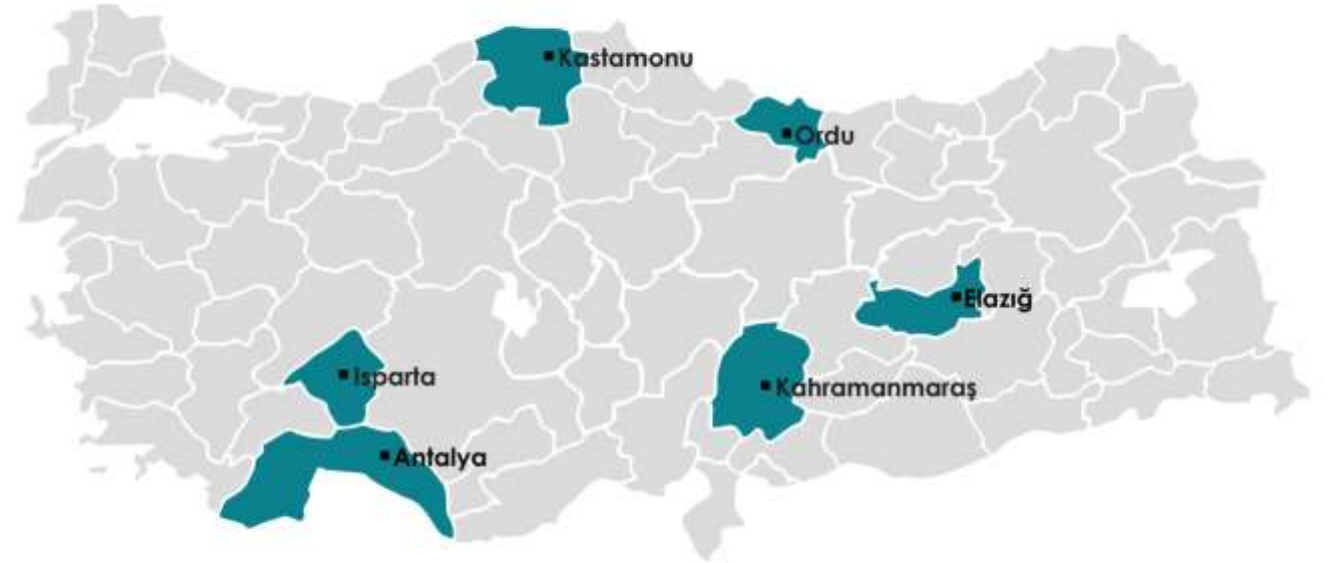 Kastamonu
Ordu
Elazığ
Isparta
Kahramanmaraş
Antalya